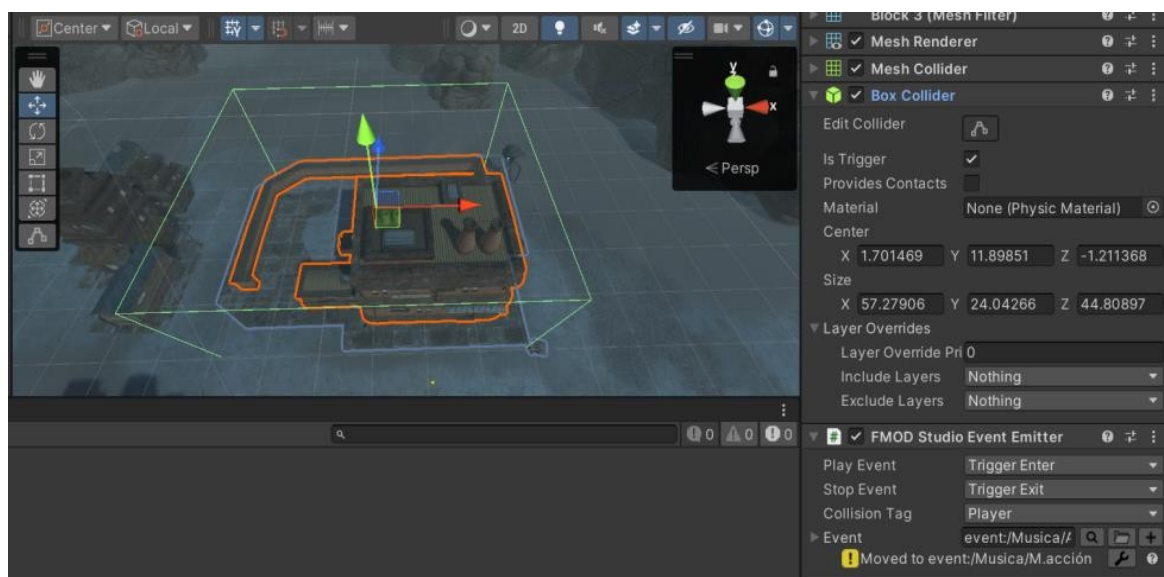 Center
Local
2D
y
x
Persp
0
0
0
Block 3 (Mesh Filter)
Mesh Renderer
Mesh Collider
Box Collider
Edit Collider
Is Trigger
Provides Contacts
Material None (Physic Material)
Center
X 1.701469 Y 11.89851 Z -1.211368
Size
X 57.27906 Y 24.04266 Z 44.80897
Layer Overrides
Layer Override Pri 0
Include Layers Nothing
Exclude Layers Nothing
FMOD Studio Event Emitter
Play Event Trigger Enter
Stop Event Trigger Exit
Collision Tag Player
Event event:/Musica/
Moved to event:/Musica/M.acción